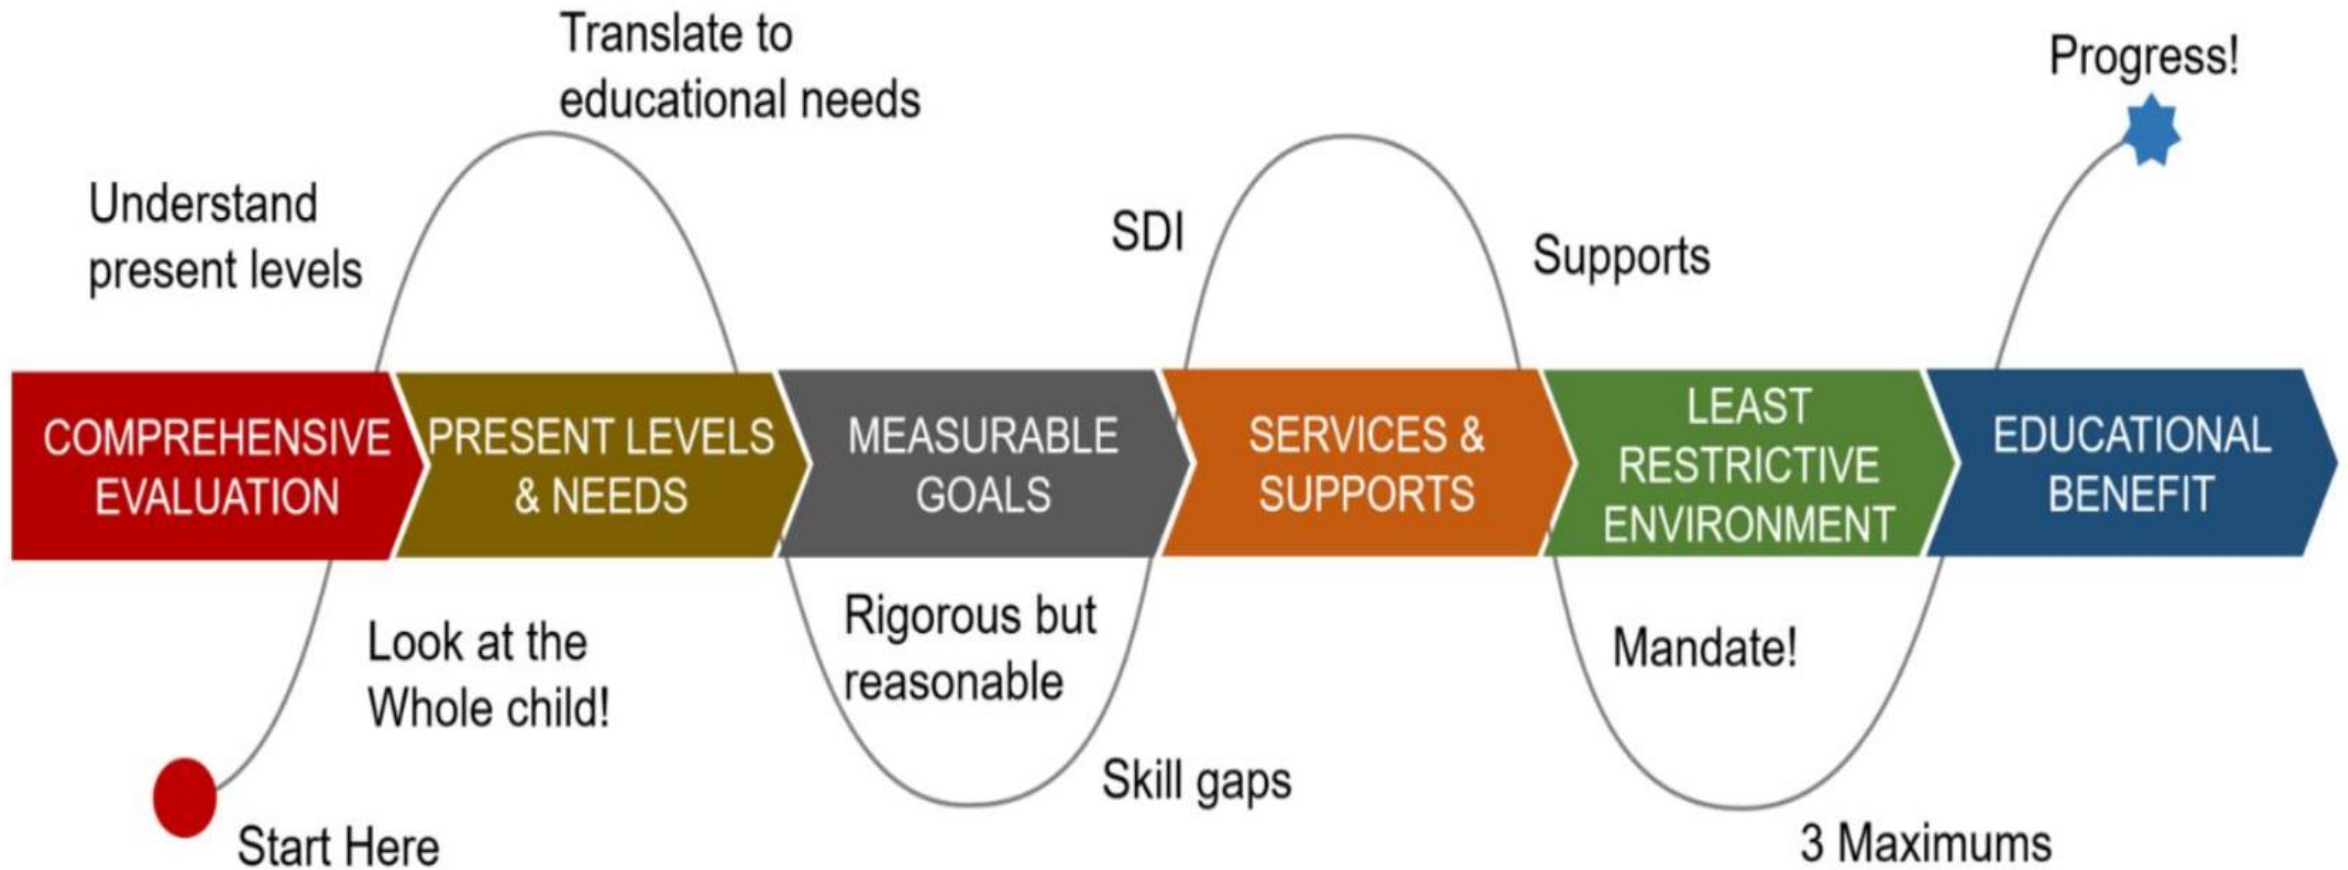 Translate to
educational needs
Progress!
Understand
present levels
SDI
Supports
COMPREHENSIVE
EVALUATION
PRESENT LEVELS
& NEEDS
MEASURABLE
GOALS
SERVICES &
SUPPORTS
LEAST
RESTRICTIVE
ENVIRONMENT
EDUCATIONAL
BENEFIT
Look at the
Whole child!
Rigorous but
reasonable
Mandate!
Skill gaps
Start Here
3 Maximums